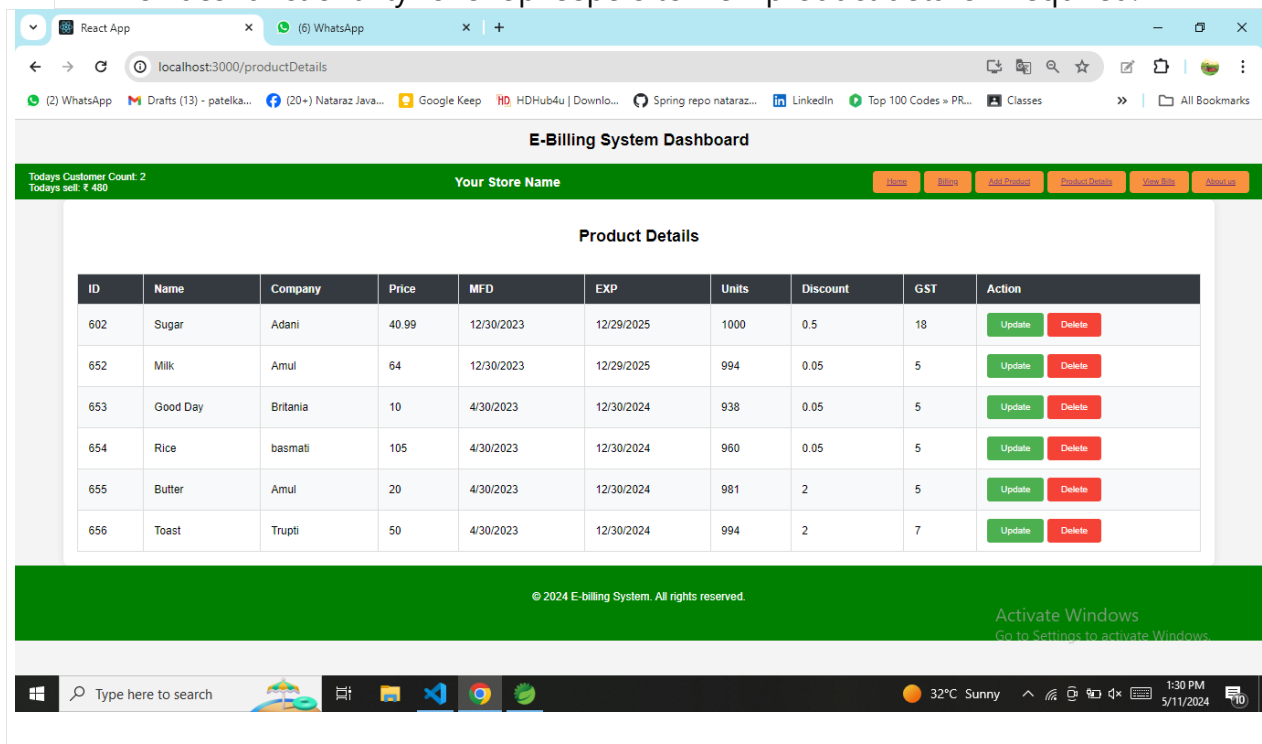 React App
(6) WhatsApp
localhost:3000/productDetails
(2) WhatsApp Drafts (13) - patelka... (20+) Nataraz Java... Google Keep HD HDHub4u | Downlo... Spring repo nataraz... LinkedIn Top 100 Codes » PR... Classes » All Bookmarks
E-Billing System Dashboard
Todays Customer Count: 2
Todays sell: ₹ 480
Your Store Name
Home Billing Add Product Product Details View Bills About us
Product Details
ID Name Company Price MFD EXP Units Discount GST Action
602 Sugar Adani 40.99 12/30/2023 12/29/2025 1000 0.5 18 Update Delete
652 Milk Amul 64 12/30/2023 12/29/2025 994 0.05 5 Update Delete
653 Good Day Britania 10 4/30/2023 12/30/2024 938 0.05 5 Update Delete
654 Rice basmati 105 4/30/2023 12/30/2024 960 0.05 5 Update Delete
655 Butter Amul 20 4/30/2023 12/30/2024 981 2 5 Update Delete
656 Toast Trupti 50 4/30/2023 12/30/2024 994 2 7 Update Delete
© 2024 E-billing System. All rights reserved.
Activate Windows
Go to Settings to activate Windows.
Type here to search
32°C Sunny
1:30 PM
5/11/2024
10